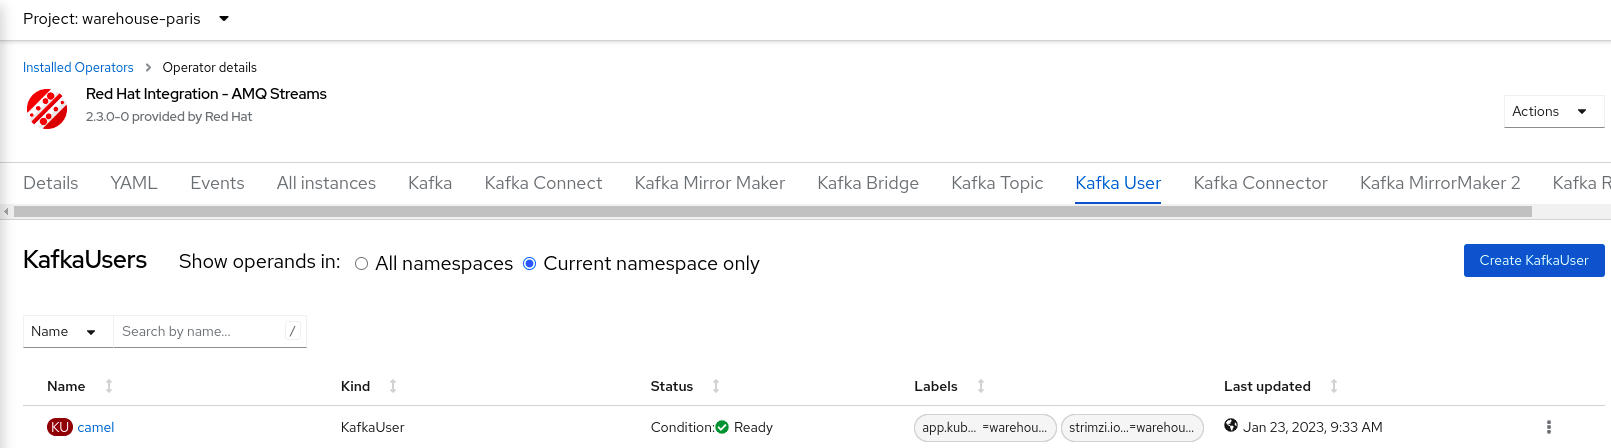 Project: warehouse-paris
Installed Operators > Operator details
Red Hat Integration - AMQ Streams
2.3.0-0 provided by Red Hat
Actions
Details YAML Events All instances Kafka Kafka Connect Kafka Mirror Maker Kafka Bridge Kafka Topic Kafka User Kafka Connector Kafka MirrorMaker 2 Kafka R
KafkaUsers Show operands in: All namespaces Current namespace only Create KafkaUser
Name Search by name... /
Name Kind Status Labels Last updated
KU camel KafkaUser Condition: Ready app.kub... =warehou... strimzi.io...=warehou... Jan 23, 2023, 9:33 AM